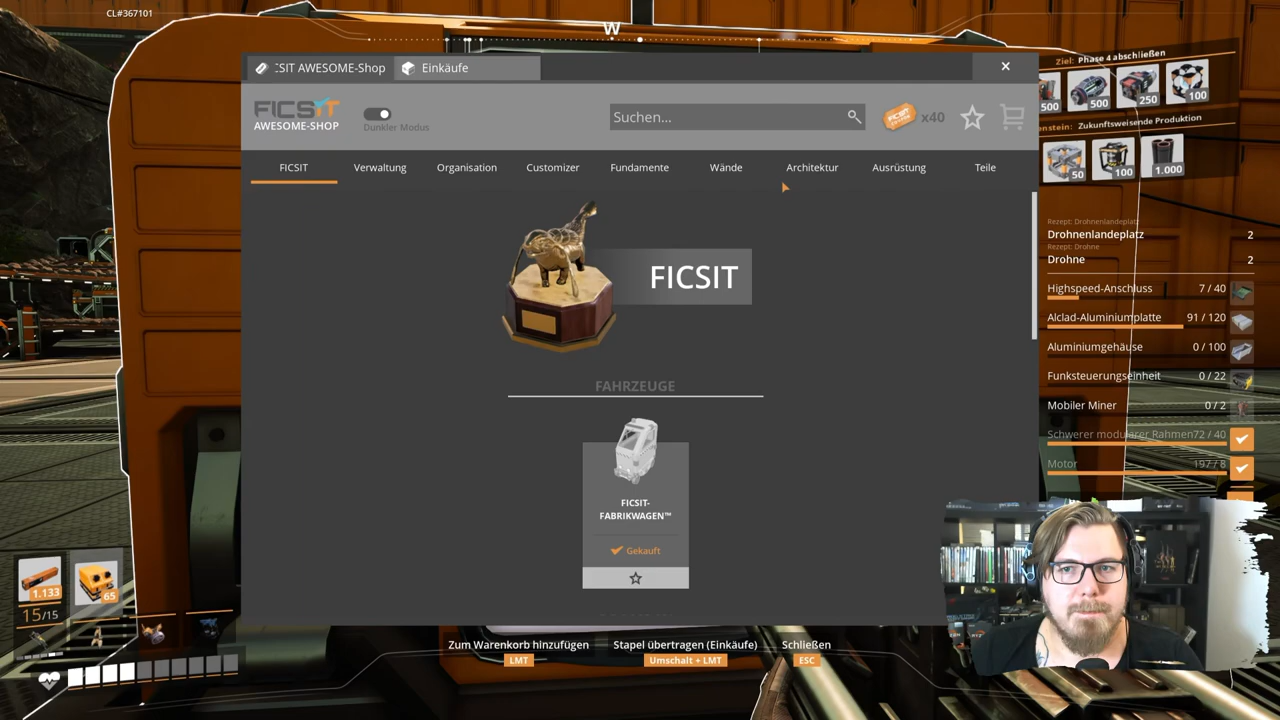 CL#367101
W
Ziel: Phase 4 abschließen
500
500
250
100
enstein: Zukunftsweisende Produktion
50
100
1.000
SIT AWESOME-Shop
Einkäufe
FICSIT
AWESOME-SHOP
Dunkler Modus
Suchen...
x40
FICSIT
Verwaltung
Organisation
Customizer
Fundamente
Wände
Architektur
Ausrüstung
Teile
FICSIT
FAHRZEUGE
FICSIT-
FABRIKWAGEN™
Gekauft
Rezept: Drohnenlandeplatz
Drohnenlandeplatz 2
Rezept: Drohne
Drohne 2
Highspeed-Anschluss 7 / 40
Alclad-Aluminiumplatte 91 / 120
Aluminiumgehäuse 0 / 100
Funksteuerungseinheit 0 / 22
Mobiler Miner 0 / 2
Schwerer modularer Rahmen 72 / 40
Motor 197 / 8
1.133
65
15/15
Zum Warenkorb hinzufügen
LMT
Stapel übertragen (Einkäufe)
Umschalt + LMT
Schließen
ESC